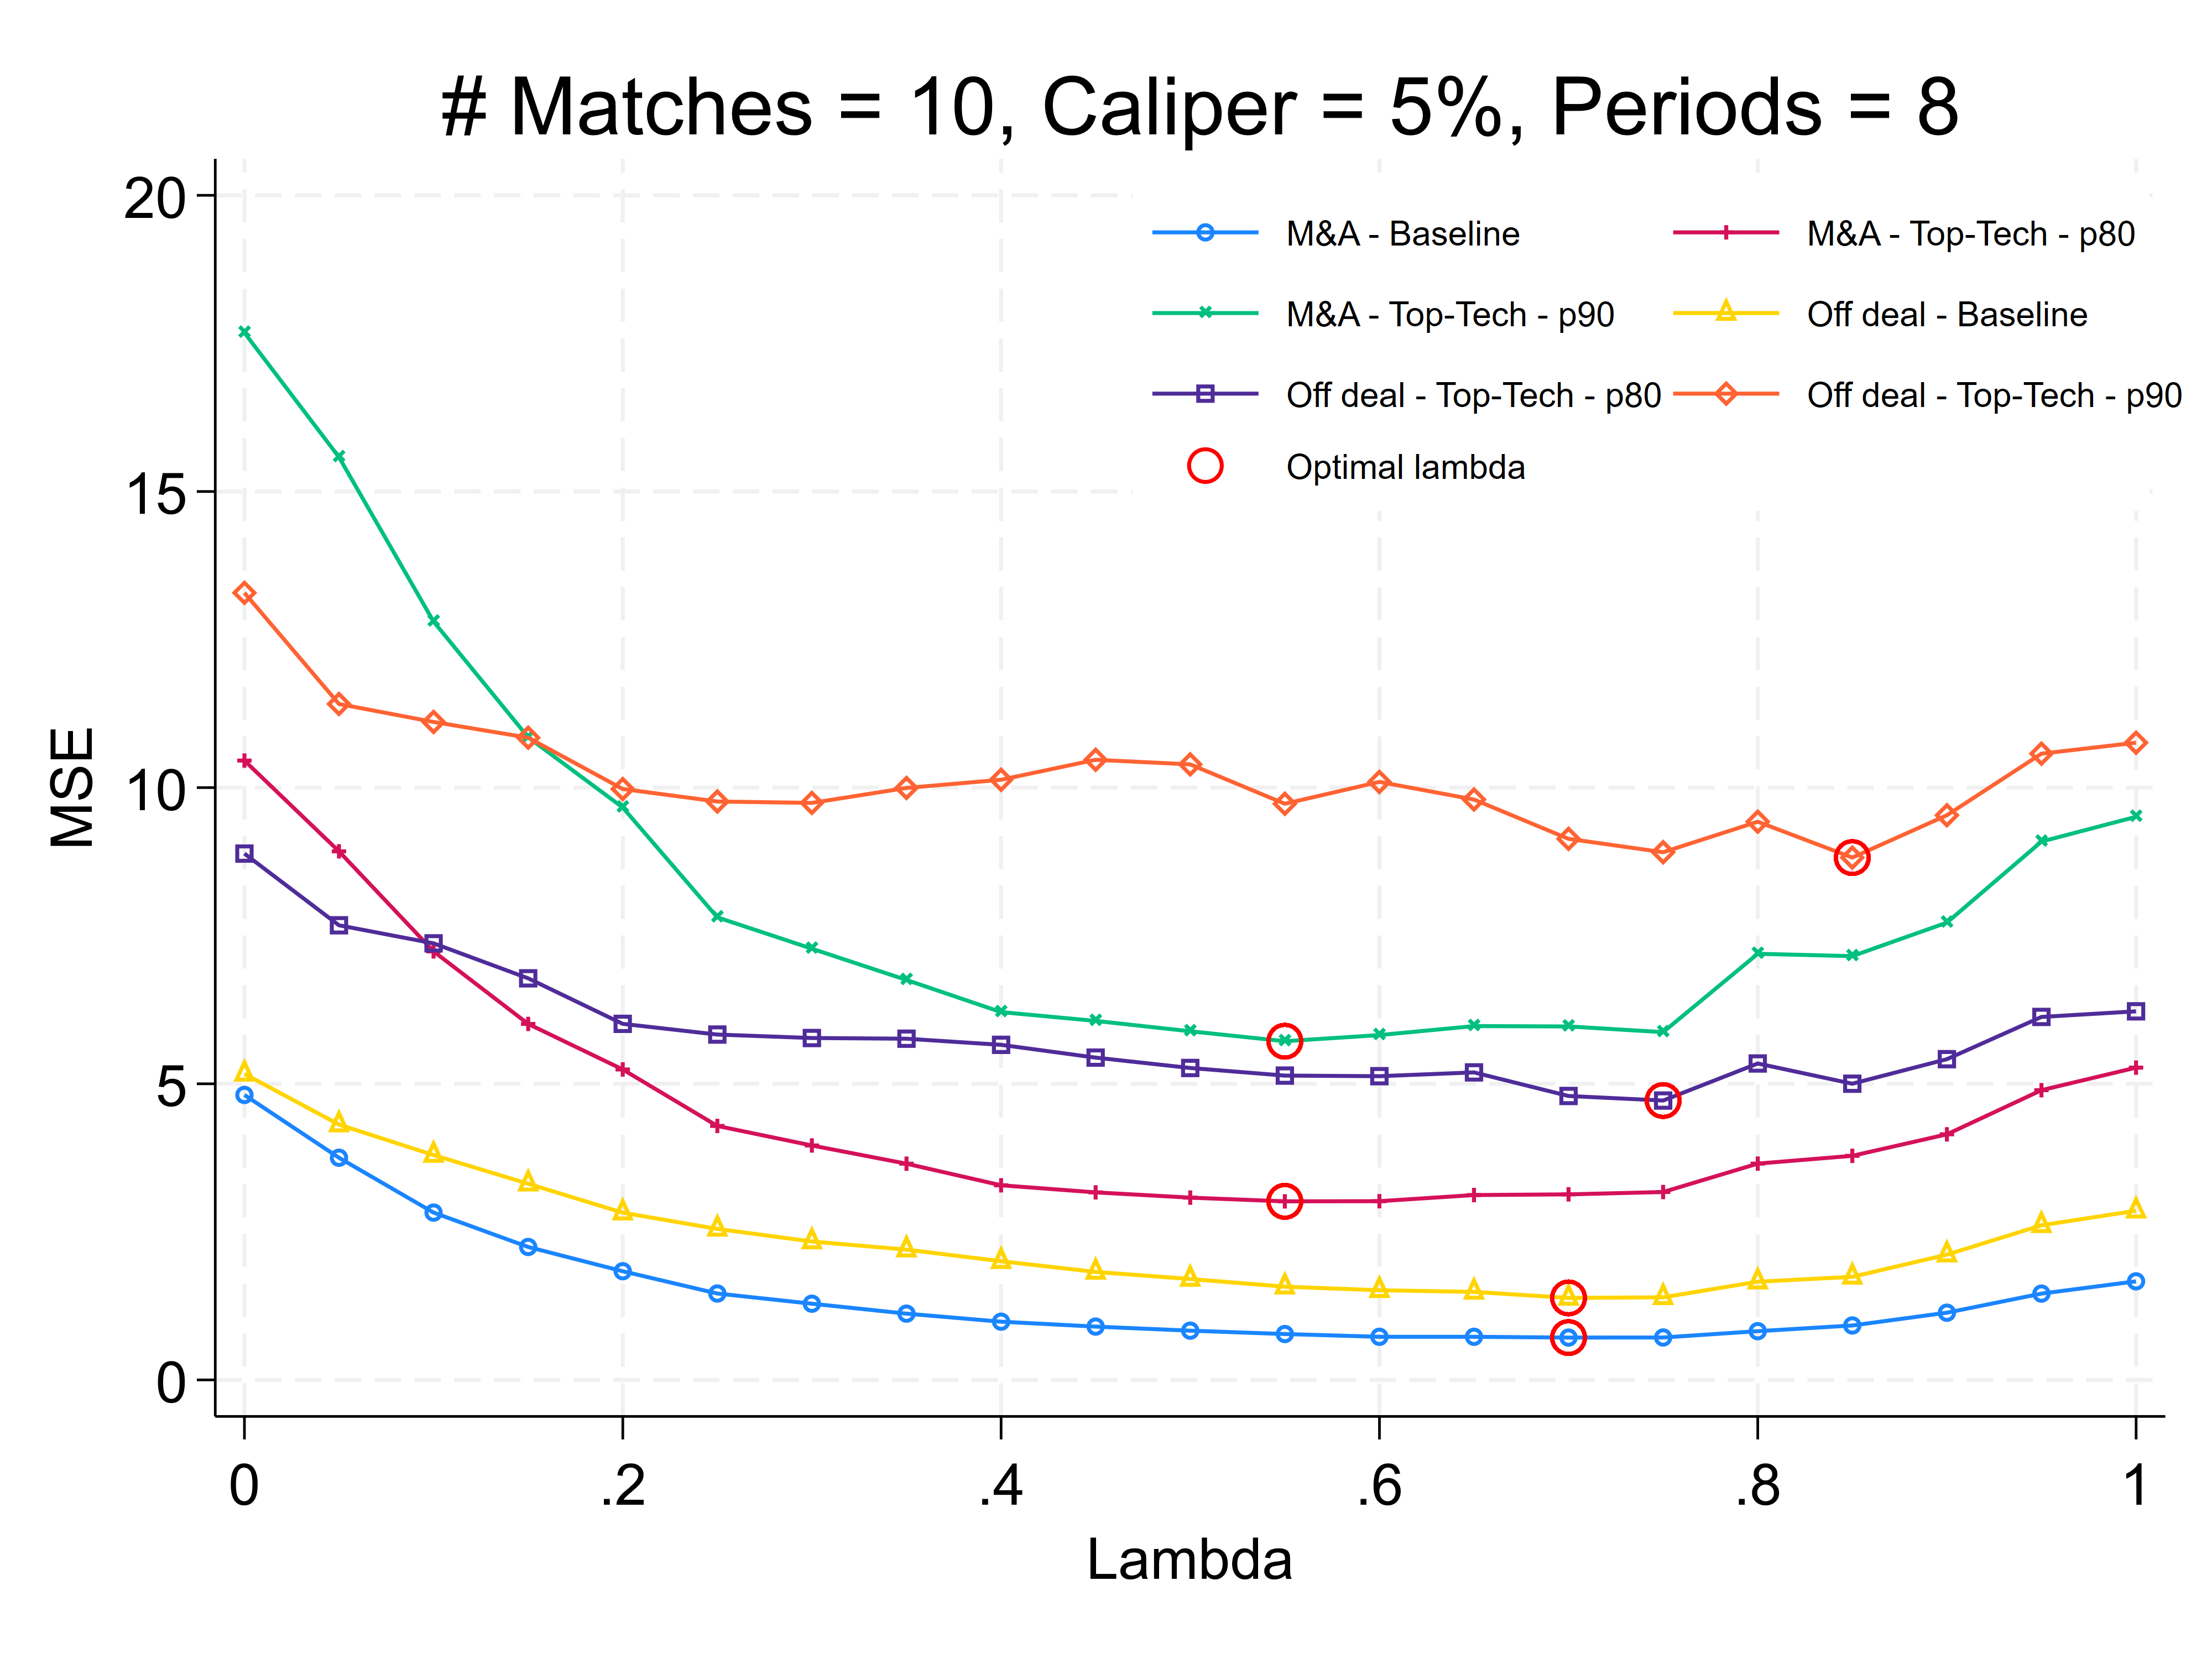 # Matches = 10, Caliper = 5%, Periods = 8
M&A - Baseline
M&A - Top-Tech - p80
M&A - Top-Tech - p90
Off deal - Baseline
Off deal - Top-Tech - p80
Off deal - Top-Tech - p90
Optimal lambda
MSE
20
15
10
5
0
0 .2 .4 .6 .8 1
Lambda